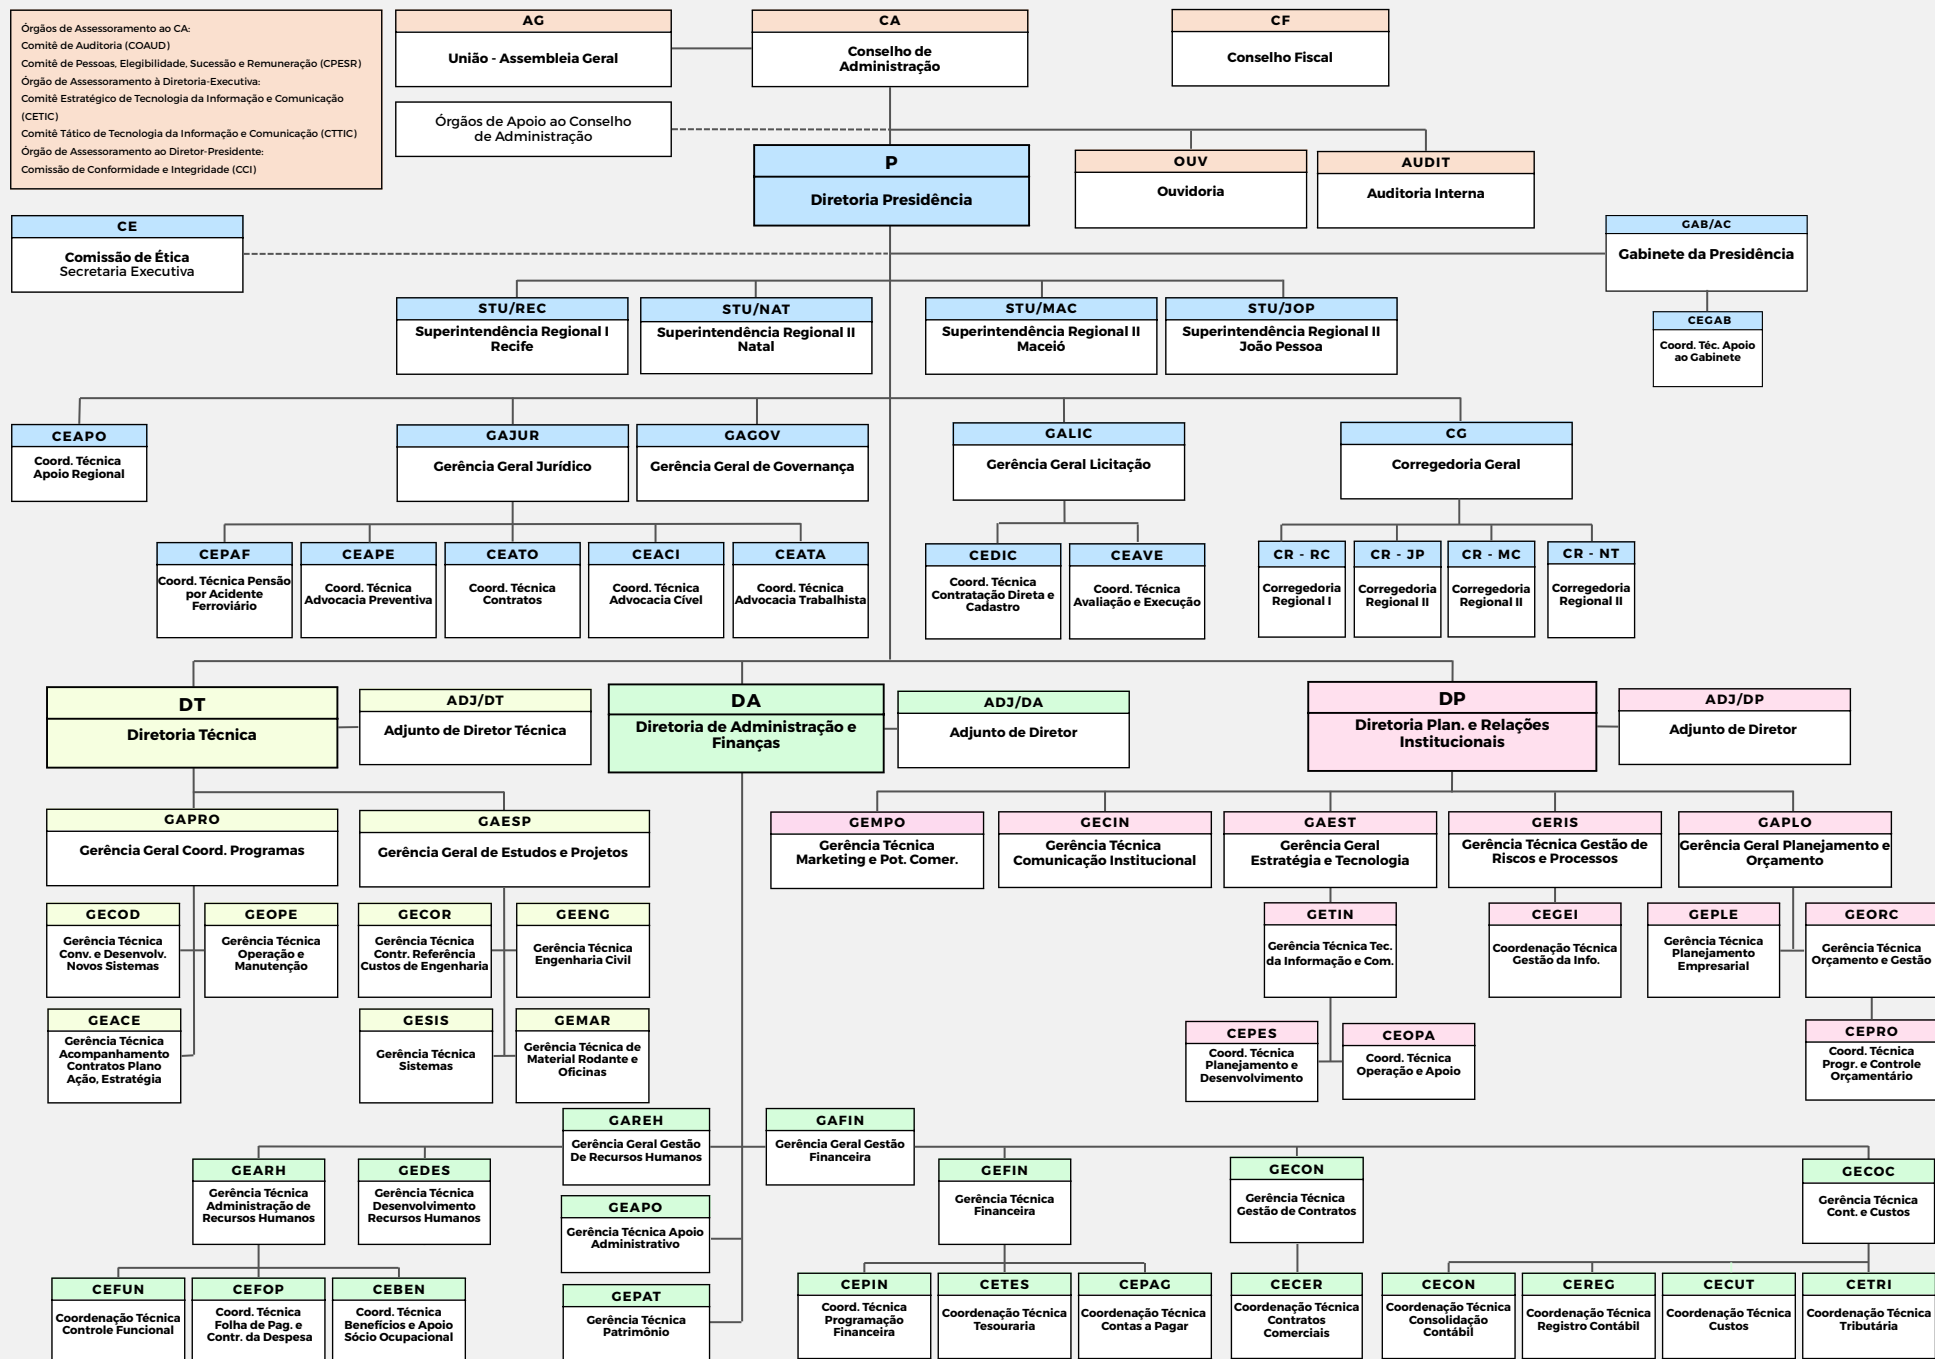 Órgãos de Assessoramento ao CA:
Comitê de Auditoria (COAUD)
Comitê de Pessoas, Elegibilidade, Sucessão e Remuneração (CPESR)
Órgão de Assessoramento à Diretoria-Executiva:
Comitê Estratégico de Tecnologia da Informação e Comunicação
(CETIC)
Comitê Tático de Tecnologia da Informação e Comunicação (CTTIC)
Órgão de Assessoramento ao Diretor-Presidente:
Comissão de Conformidade e Integridade (CCI)
AG
União - Assembleia Geral
CA
Conselho de
Administração
CF
Conselho Fiscal
Órgãos de Apoio ao Conselho
de Administração
P
Diretoria Presidência
OUV
Ouvidoria
AUDIT
Auditoria Interna
CE
Comissão de Ética
Secretaria Executiva
GAB/AC
Gabinete da Presidência
CEGAB
Coord. Téc. Apoio
ao Gabinete
STU/REC
Superintendência Regional I
Recife
STU/NAT
Superintendência Regional II
Natal
STU/MAC
Superintendência Regional II
Maceió
STU/JOP
Superintendência Regional II
João Pessoa
CEAPO
Coord. Técnica
Apoio Regional
GAJUR
Gerência Geral Jurídico
GAGOV
Gerência Geral de Governança
GALIC
Gerência Geral Licitação
CG
Corregedoria Geral
CEPAF
Coord. Técnica Pensão
por Acidente
Ferroviário
CEAPE
Coord. Técnica
Advocacia Preventiva
CEATO
Coord. Técnica
Contratos
CEACI
Coord. Técnica
Advocacia Cível
CEATA
Coord. Técnica
Advocacia Trabalhista
CEDIC
Coord. Técnica
Contratação Direta e
Cadastro
CEAVE
Coord. Técnica
Avaliação e Execução
CR - RC
Corregedoria
Regional I
CR - JP
Corregedoria
Regional II
CR - MC
Corregedoria
Regional II
CR - NT
Corregedoria
Regional II
DT
Diretoria Técnica
ADJ/DT
Adjunto de Diretor Técnica
DA
Diretoria de Administração e
Finanças
ADJ/DA
Adjunto de Diretor
DP
Diretoria Plan. e Relações
Institucionais
ADJ/DP
Adjunto de Diretor
GAPRO
Gerência Geral Coord. Programas
GAESP
Gerência Geral de Estudos e Projetos
GEMPO
Gerência Técnica
Marketing e Pot. Comer.
GECIN
Gerência Técnica
Comunicação Institucional
GAEST
Gerência Geral
Estratégia e Tecnologia
GERIS
Gerência Técnica Gestão de
Riscos e Processos
GAPLO
Gerência Geral Planejamento e
Orçamento
GECOD
Gerência Técnica
Conv. e Desenvolv.
Novos Sistemas
GEOPE
Gerência Técnica
Operação e
Manutenção
GECOR
Gerência Técnica
Contr. Referência
Custos de Engenharia
GEENG
Gerência Técnica
Engenharia Civil
GETIN
Gerência Técnica Tec.
da Informação e Com.
CEGEI
Coordenação Técnica
Gestão da Info.
GEPLE
Gerência Técnica
Planejamento
Empresarial
GEORC
Gerência Técnica
Orçamento e Gestão
GEACE
Gerência Técnica
Acompanhamento
Contratos Plano
Ação, Estratégia
GESIS
Gerência Técnica
Sistemas
GEMAR
Gerência Técnica de
Material Rodante e
Oficinas
CEPES
Coord. Técnica
Planejamento e
Desenvolvimento
CEOPA
Coord. Técnica
Operação e Apoio
CEPRO
Coord. Técnica
Progr. e Controle
Orçamentário
GAREH
Gerência Geral Gestão
De Recursos Humanos
GAFIN
Gerência Geral Gestão
Financeira
GEARH
Gerência Técnica
Administração de
Recursos Humanos
GEDES
Gerência Técnica
Desenvolvimento
Recursos Humanos
GEAPO
Gerência Técnica Apoio
Administrativo
GEFIN
Gerência Técnica
Financeira
GECON
Gerência Técnica
Gestão de Contratos
GECOC
Gerência Técnica
Cont. e Custos
CEFUN
Coordenação Técnica
Controle Funcional
CEFOP
Coord. Técnica
Folha de Pag. e
Contr. da Despesa
CEBEN
Coord. Técnica
Benefícios e Apoio
Sócio Ocupacional
GEPAT
Gerência Técnica
Patrimônio
CEPIN
Coord. Técnica
Programação
Financeira
CETES
Coordenação Técnica
Tesouraria
CEPAG
Coordenação Técnica
Contas a Pagar
CECER
Coordenação Técnica
Contratos
Comerciais
CECON
Coordenação Técnica
Consolidação
Contábil
CEREG
Coordenação Técnica
Registro Contábil
CECUT
Coordenação Técnica
Custos
CETRI
Coordenação Técnica
Tributária